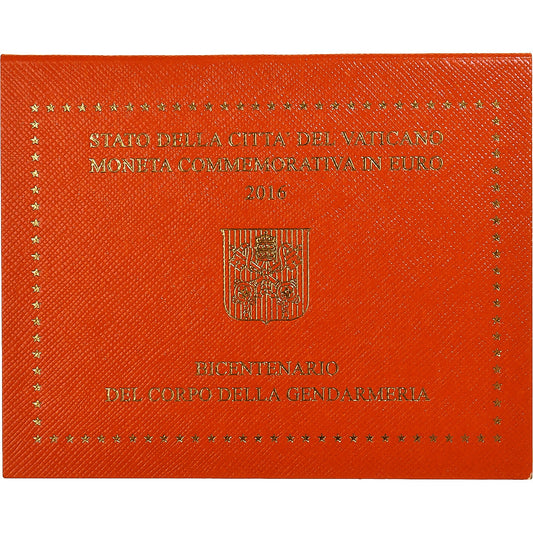 STATO DELLA CITTA' DEL VATICANO
MONETA COMMEMORATIVA IN EURO
2016
BICENTENARIO
DEL CORPO DELLA GENDARMERIA